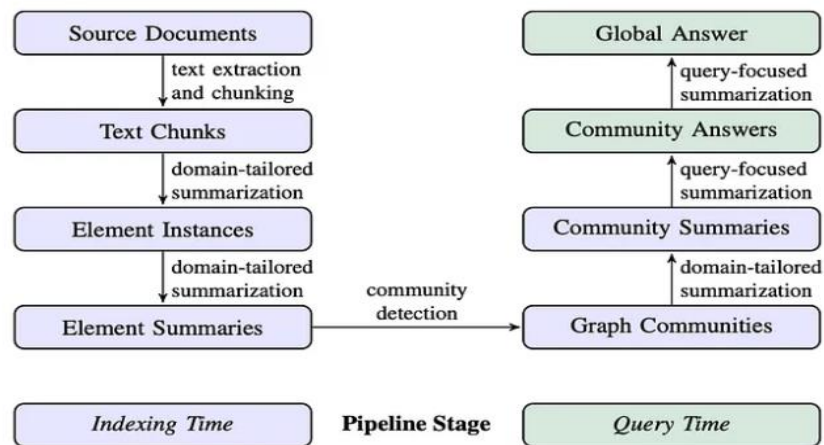 Source Documents
text extraction
and chunking
Text Chunks
domain-tailored
summarization
Element Instances
domain-tailored
summarization
Element Summaries
community
detection
Global Answer
query-focused
summarization
Community Answers
query-focused
summarization
Community Summaries
domain-tailored
summarization
Graph Communities
Indexing Time
Pipeline Stage
Query Time